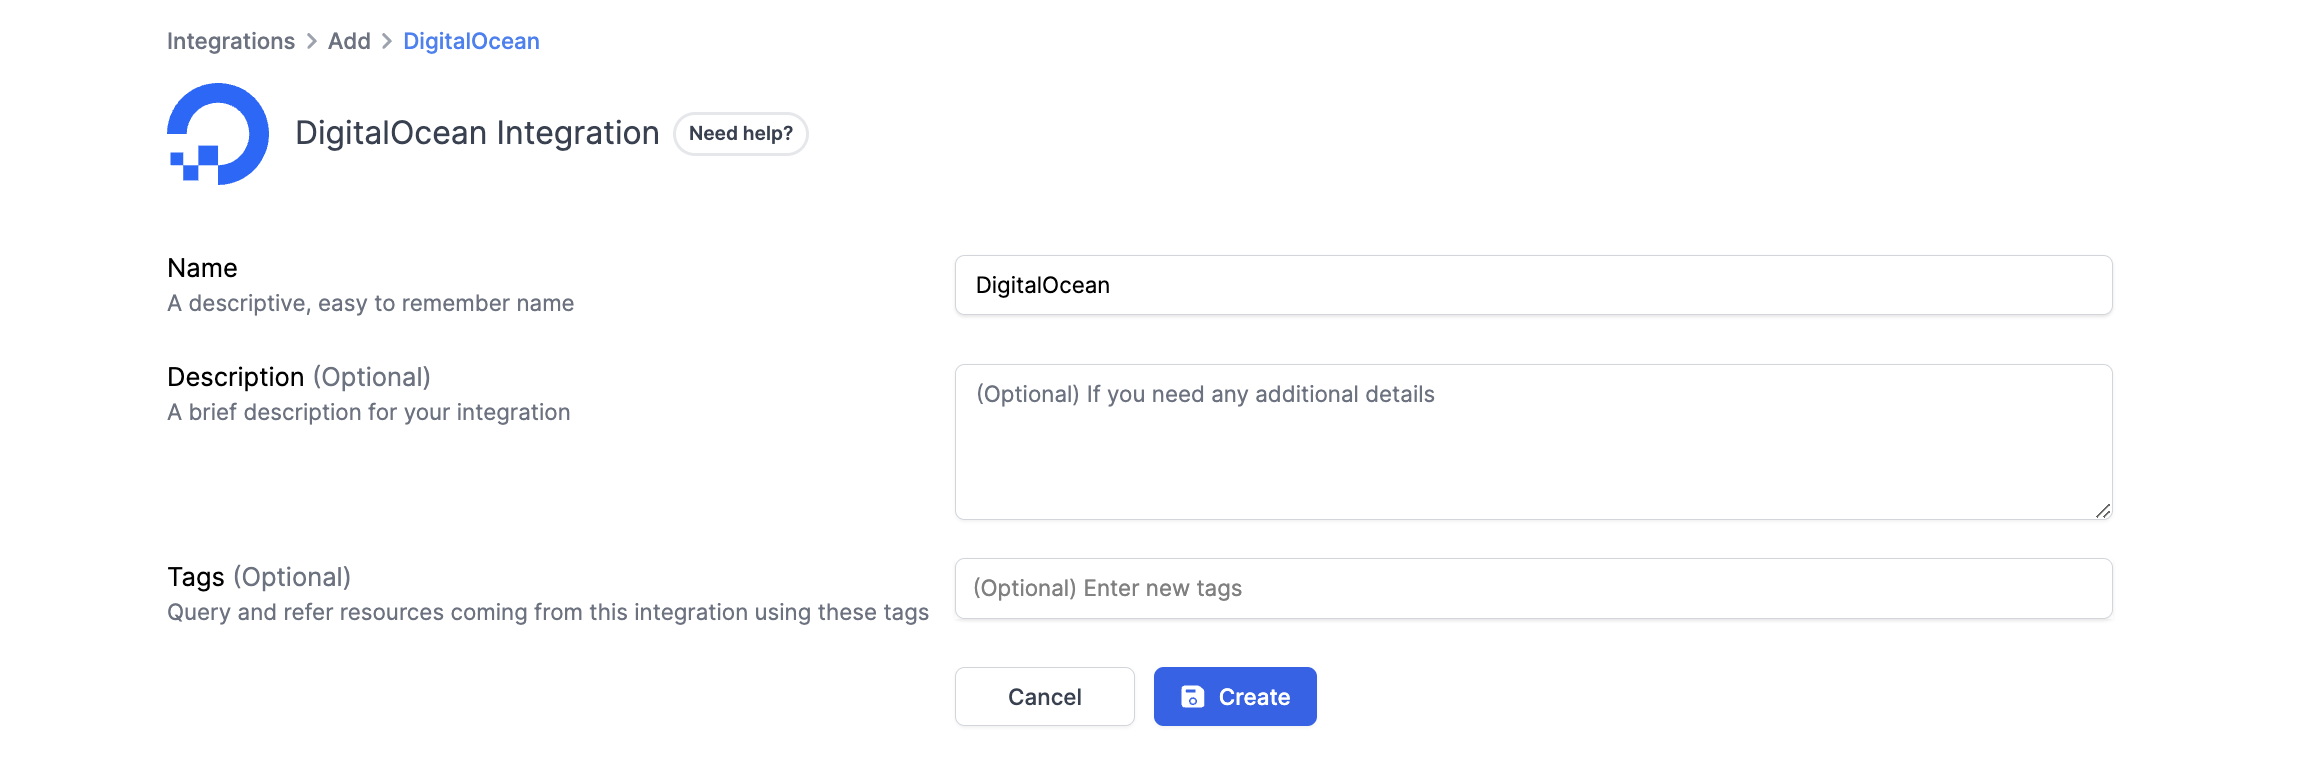 Integrations > Add > DigitalOcean
DigitalOcean Integration Need help?
Name
A descriptive, easy to remember name
DigitalOcean
Description (Optional)
A brief description for your integration
(Optional) If you need any additional details
Tags (Optional)
Query and refer resources coming from this integration using these tags
(Optional) Enter new tags
Cancel Create